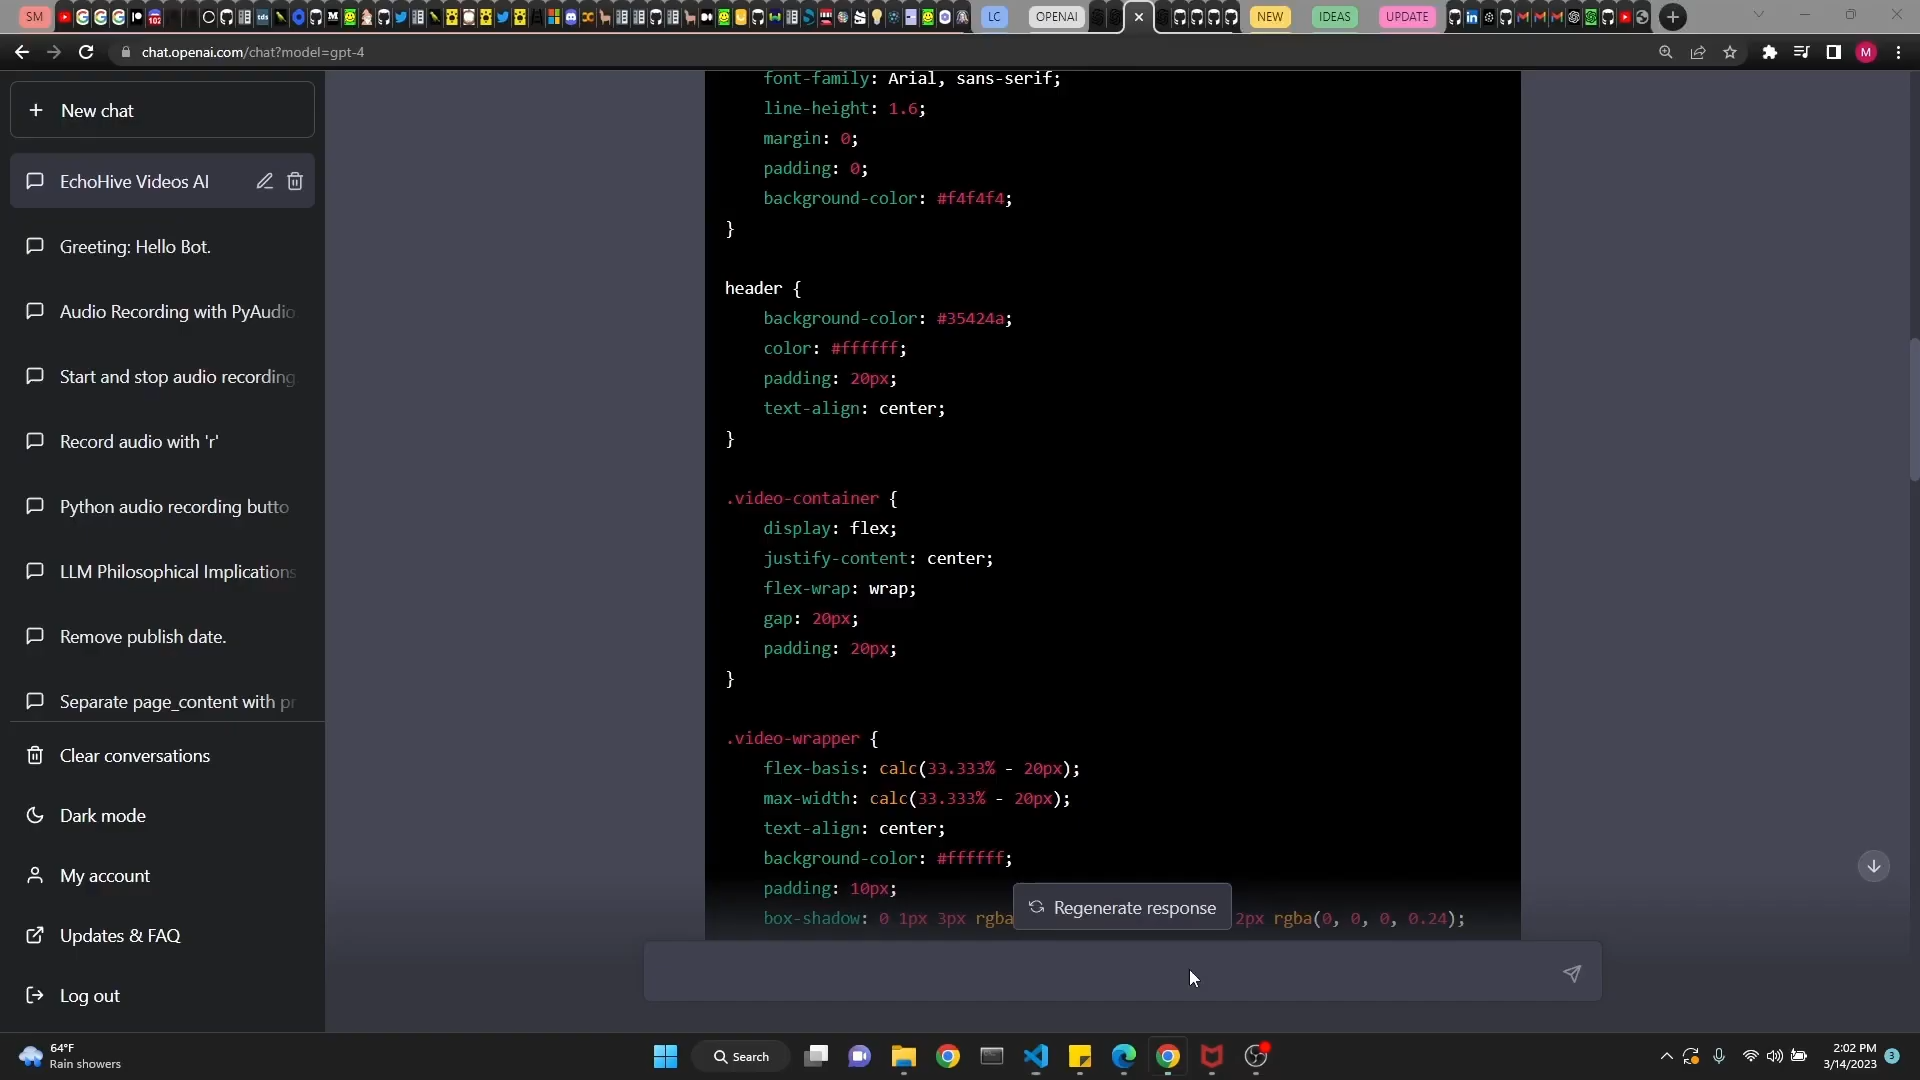 SM
LC
OPENAI
NEW
IDEAS
UPDATE
chat.openai.com/chat?model=gpt-4
M
New chat
EchoHive Videos AI
Greeting: Hello Bot.
Audio Recording with PyAudio
Start and stop audio recording
Record audio with 'r'
Python audio recording butto
LLM Philosophical Implications
Remove publish date.
Separate page_content with pr
Clear conversations
Dark mode
My account
Updates & FAQ
Log out
font-family: Arial, sans-serif;
line-height: 1.6;
margin: 0;
padding: 0;
background-color: #f4f4f4;
}
header {
background-color: #35424a;
color: #ffffff;
padding: 20px;
text-align: center;
}
.video-container {
display: flex;
justify-content: center;
flex-wrap: wrap;
gap: 20px;
padding: 20px;
}
.video-wrapper {
flex-basis: calc(33.333% - 20px);
max-width: calc(33.333% - 20px);
text-align: center;
background-color: #ffffff;
padding: 10px;
box-shadow: 0 1px 3px rgba 2px rgba(0, 0, 0, 0.24);
Regenerate response
64°F
Rain showers
Search
2:02 PM
3/14/2023
3